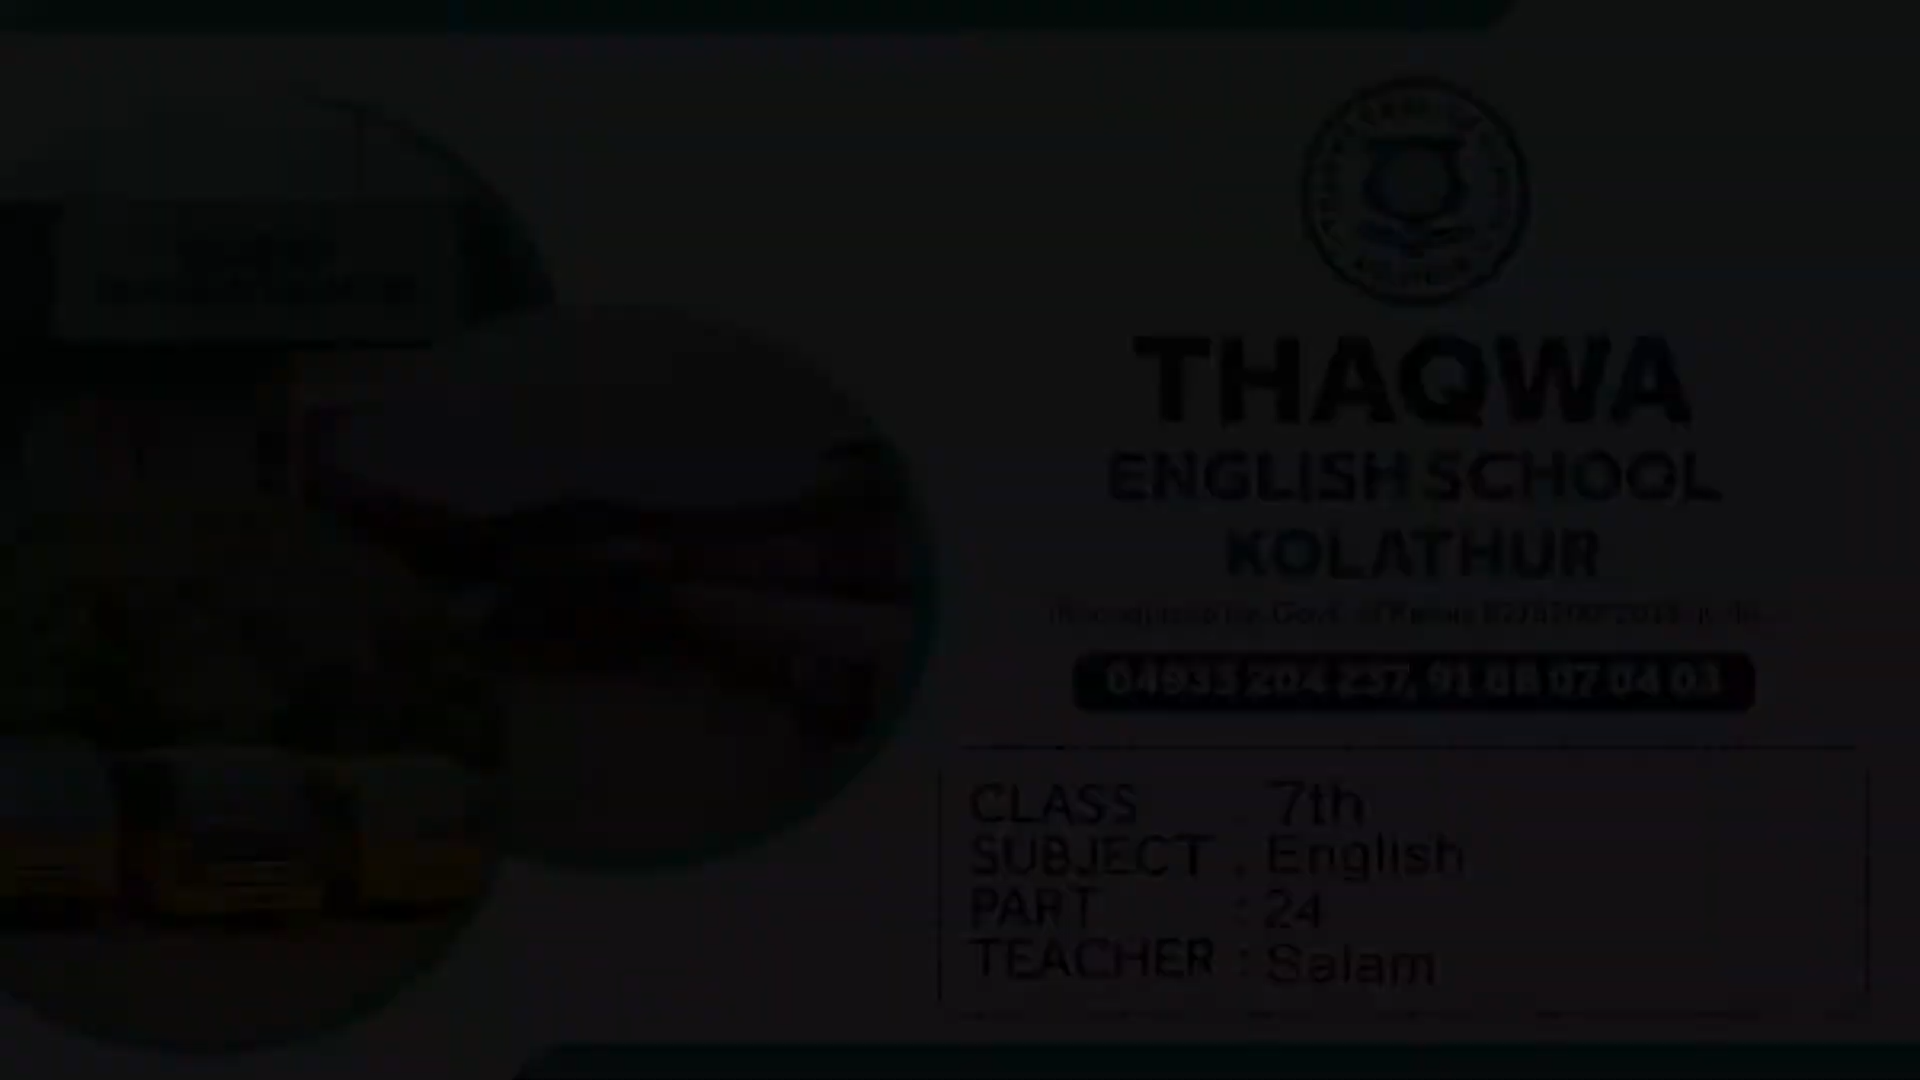 THAQWA
ENGLISH SCHOOL
KOLATHUR
04933 204 237, 91 88 07 04 03
CLASS : 7th
SUBJECT : English
PART : 24
TEACHER : Salam